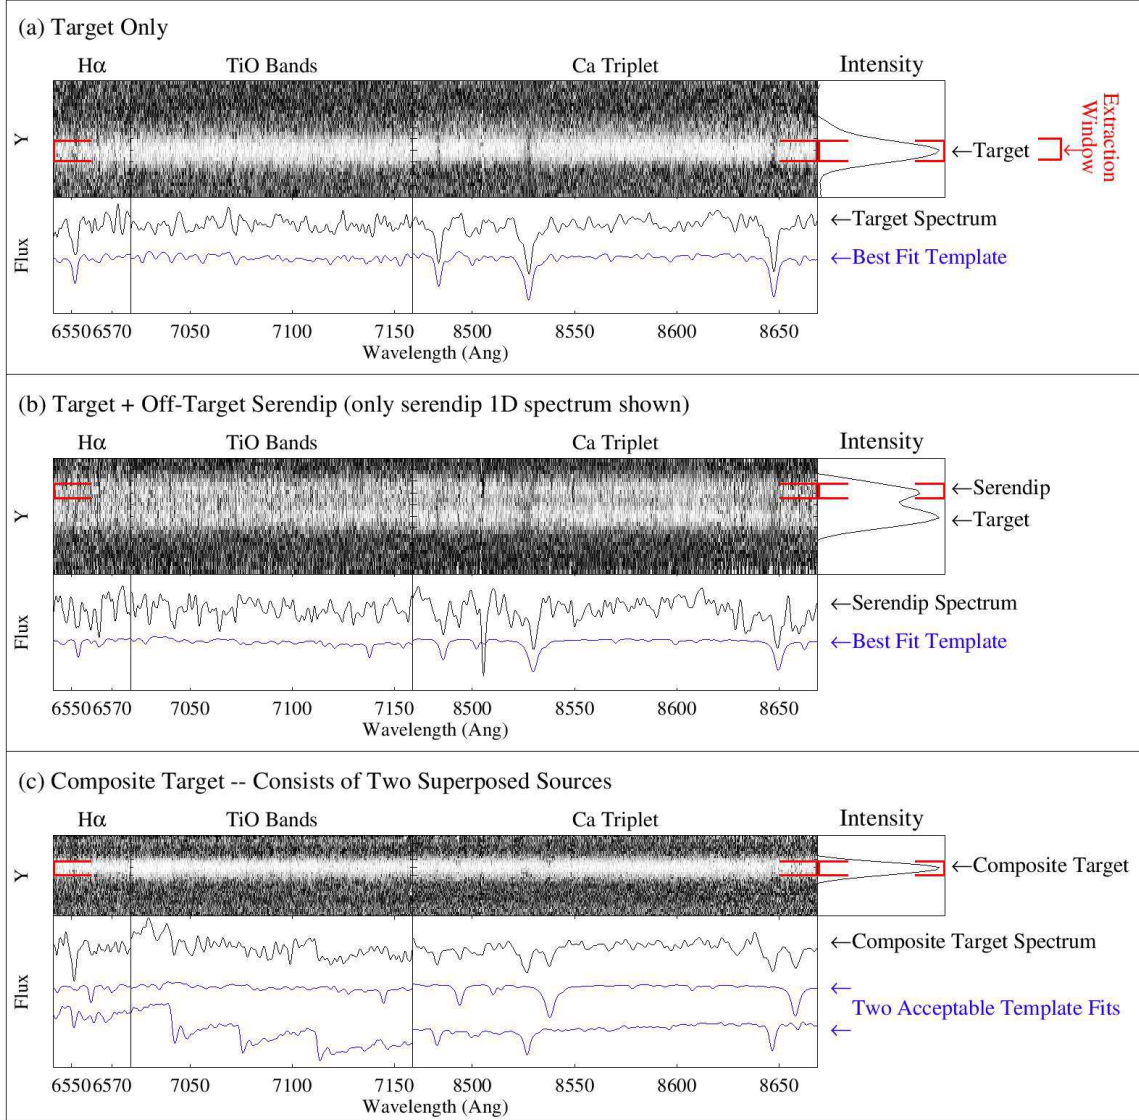 (a) Target Only
Hα TiO Bands Ca Triplet Intensity
Y
←Target
Extraction
Window
←
Flux
←Target Spectrum
←Best Fit Template
6550 6570 7050 7100 7150 8500 8550 8600 8650
Wavelength (Ang)
(b) Target + Off-Target Serendip (only serendip 1D spectrum shown)
Hα TiO Bands Ca Triplet Intensity
Y
←Serendip
←Target
Flux
←Serendip Spectrum
←Best Fit Template
6550 6570 7050 7100 7150 8500 8550 8600 8650
Wavelength (Ang)
(c) Composite Target -- Consists of Two Superposed Sources
Hα TiO Bands Ca Triplet Intensity
Y
←Composite Target
Flux
←Composite Target Spectrum
←
Two Acceptable Template Fits
←
6550 6570 7050 7100 7150 8500 8550 8600 8650
Wavelength (Ang)